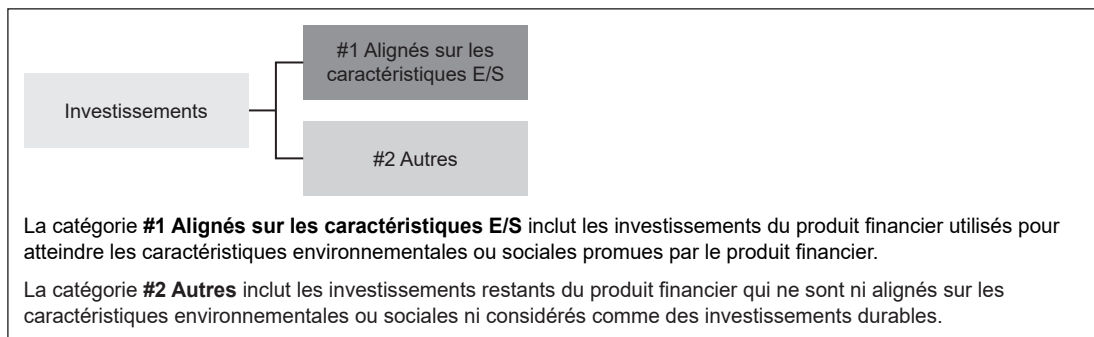 #1 Alignés sur les
caractéristiques E/S
Investissements
#2 Autres
La catégorie #1 Alignés sur les caractéristiques E/S inclut les investissements du produit financier utilisés pour
atteindre les caractéristiques environnementales ou sociales promues par le produit financier.
La catégorie #2 Autres inclut les investissements restants du produit financier qui ne sont ni alignés sur les
caractéristiques environnementales ou sociales ni considérés comme des investissements durables.